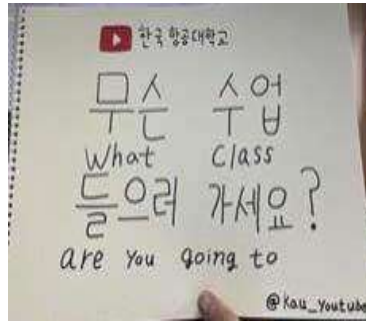 한국항공대학교
무슨 수업
What Class
들으러 가세요?
are you going to
@kau_youtube